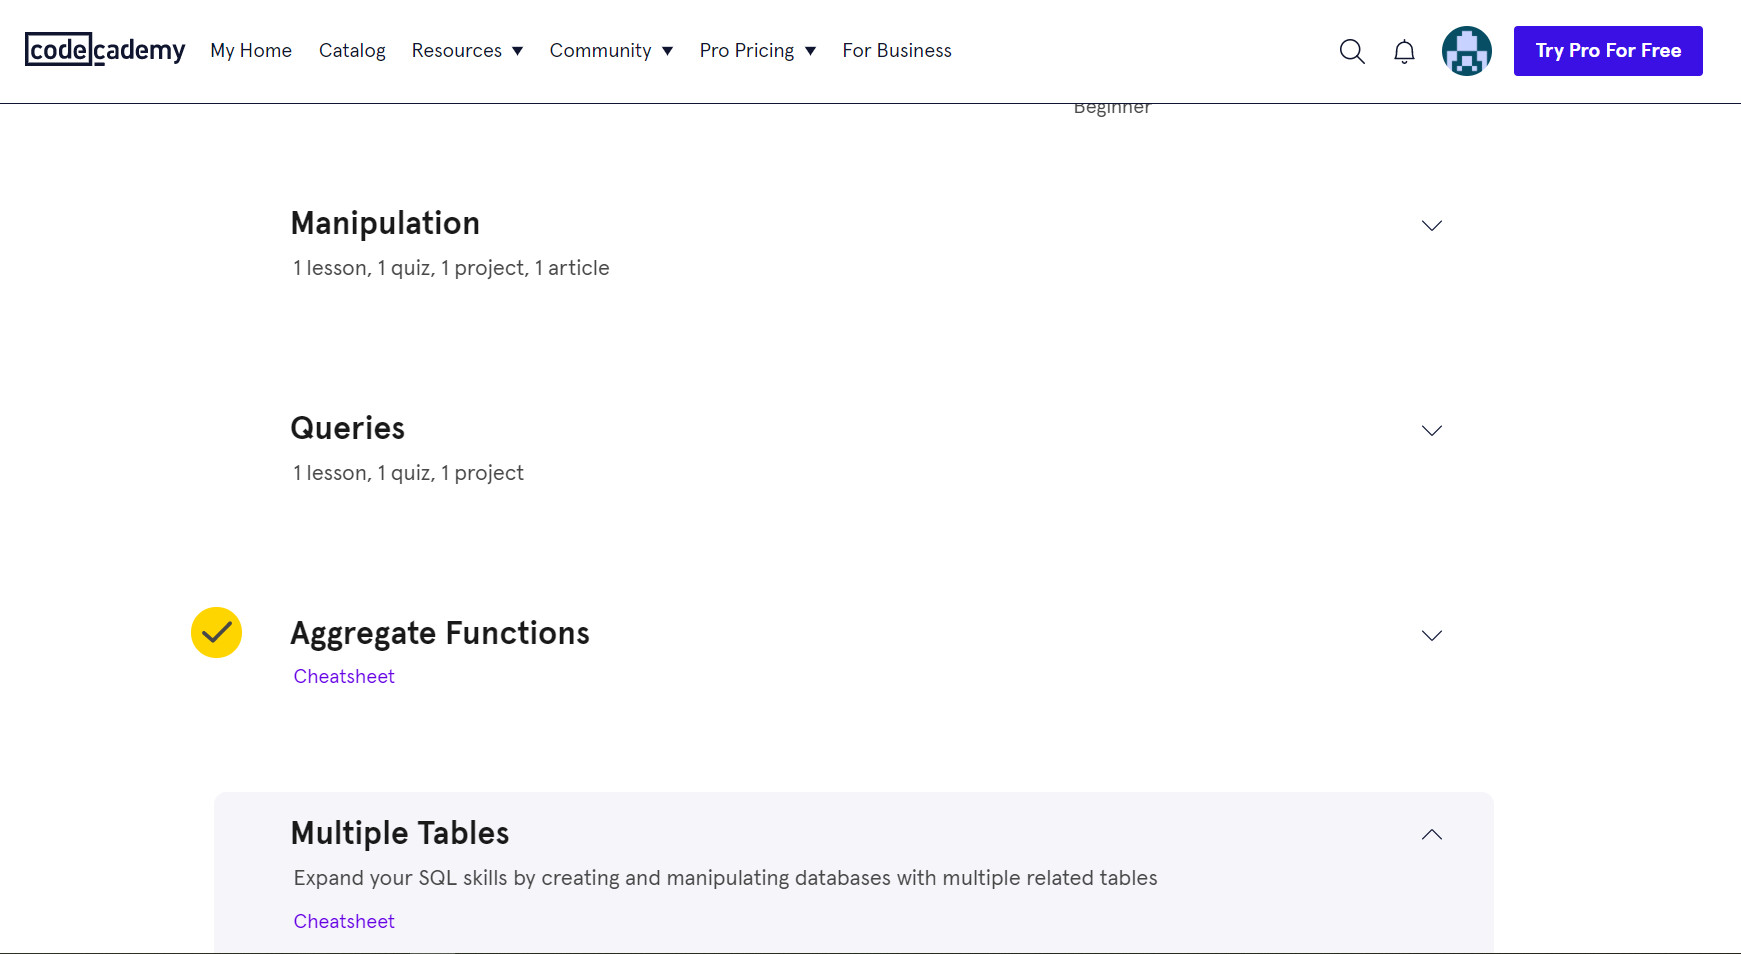 codecademy My Home Catalog Resources Community Pro Pricing For Business Try Pro For Free
Beginner
Manipulation
1 lesson, 1 quiz, 1 project, 1 article
Queries
1 lesson, 1 quiz, 1 project
Aggregate Functions
Cheatsheet
Multiple Tables
Expand your SQL skills by creating and manipulating databases with multiple related tables
Cheatsheet